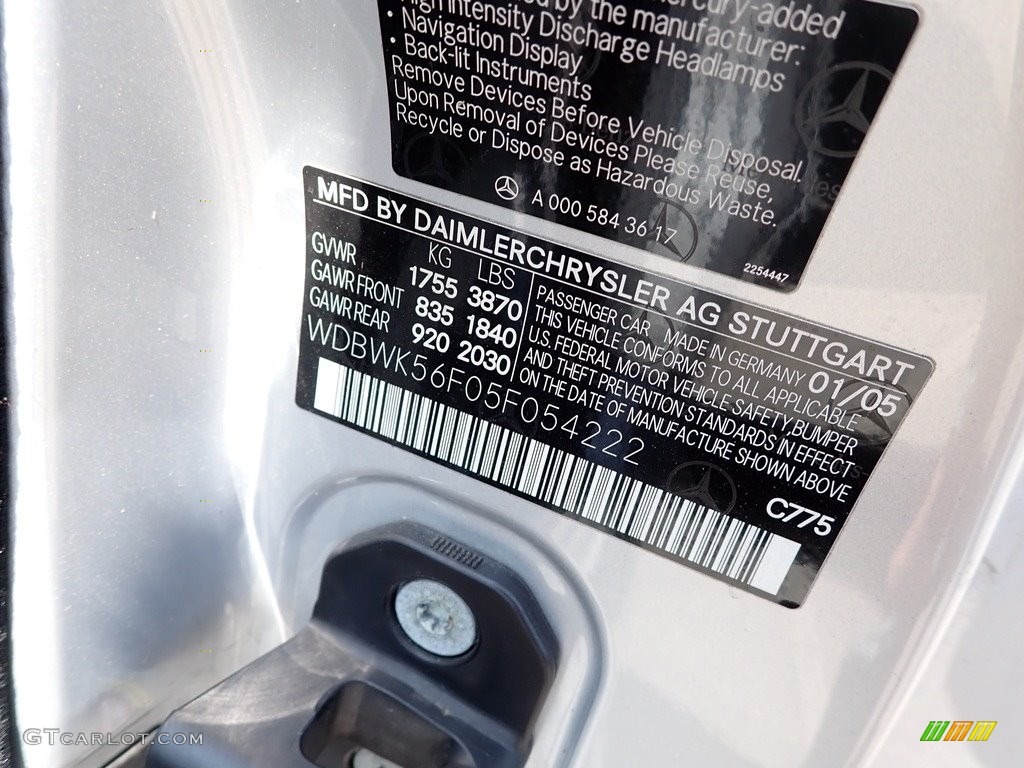 rcury-added
by the manufacturer:
• High Intensity Discharge Headlamps
• Navigation Display
• Back-lit Instruments
Remove Devices Before Vehicle Disposal.
Upon Removal of Devices Please Reuse,
Recycle or Dispose as Hazardous Waste.
A 000 584 36 17
2254447
MFD BY DAIMLERCHRYSLER AG STUTTGART
KG LBS
GVWR 1755 3870
GAWR FRONT 835 1840
GAWR REAR 920 2030
PASSENGER CAR MADE IN GERMANY 01/05
THIS VEHICLE CONFORMS TO ALL APPLICABLE
U.S. FEDERAL MOTOR VEHICLE SAFETY,BUMPER
AND THEFT PREVENTION STANDARDS IN EFFECT
ON THE DATE OF MANUFACTURE SHOWN ABOVE
WDBWK56F05F054222
C775
GTcarlot.com